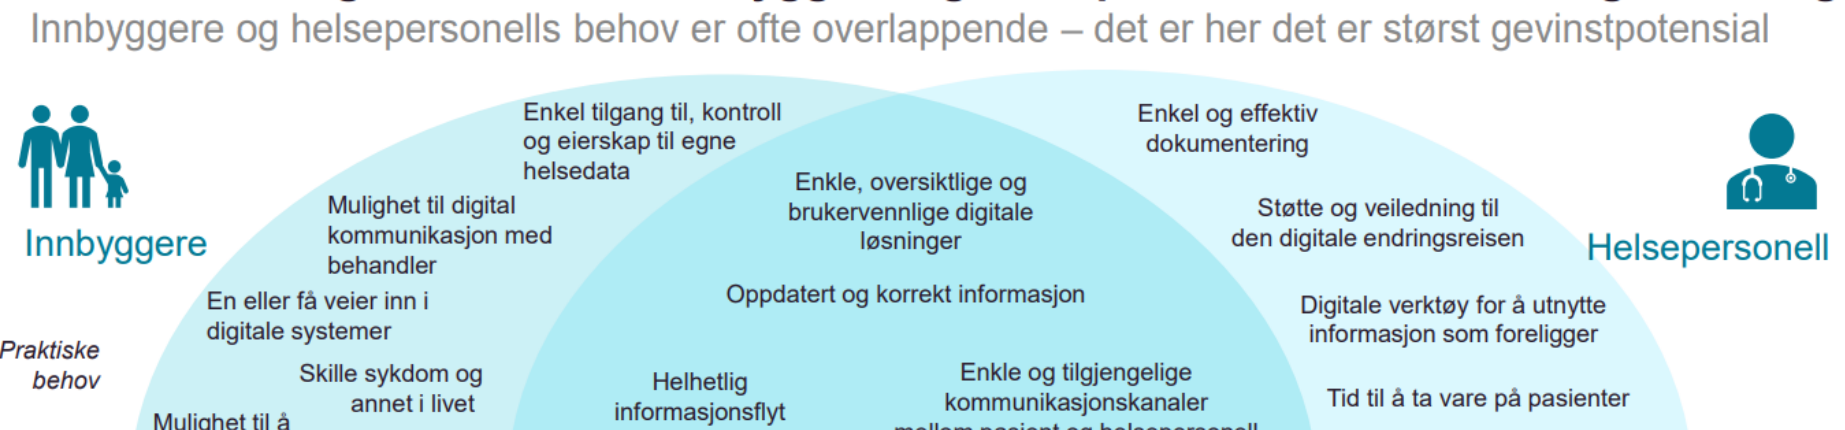 Innbyggere og helsepersonells behov er ofte overlappende – det er her det er størst gevinstpotensial
Enkel tilgang til, kontroll
og eierskap til egne
helsedata
Mulighet til digital
kommunikasjon med
behandler
Innbyggere
En eller få veier inn i
digitale systemer
Praktiske
behov
Skille sykdom og
annet i livet
Mulighet til å
Enkle, oversiktlige og
brukervennlige digitale
løsninger
Oppdatert og korrekt informasjon
Helhetlig
informasjonsflyt
Enkle og tilgjengelige
kommunikasjonskanaler
mellom pasient og helsepersonell
Enkel og effektiv
dokumentering
Støtte og veiledning til
den digitale endringsreisen
Helsepersonell
Digitale verktøy for å utnytte
informasjon som foreligger
Tid til å ta vare på pasienter